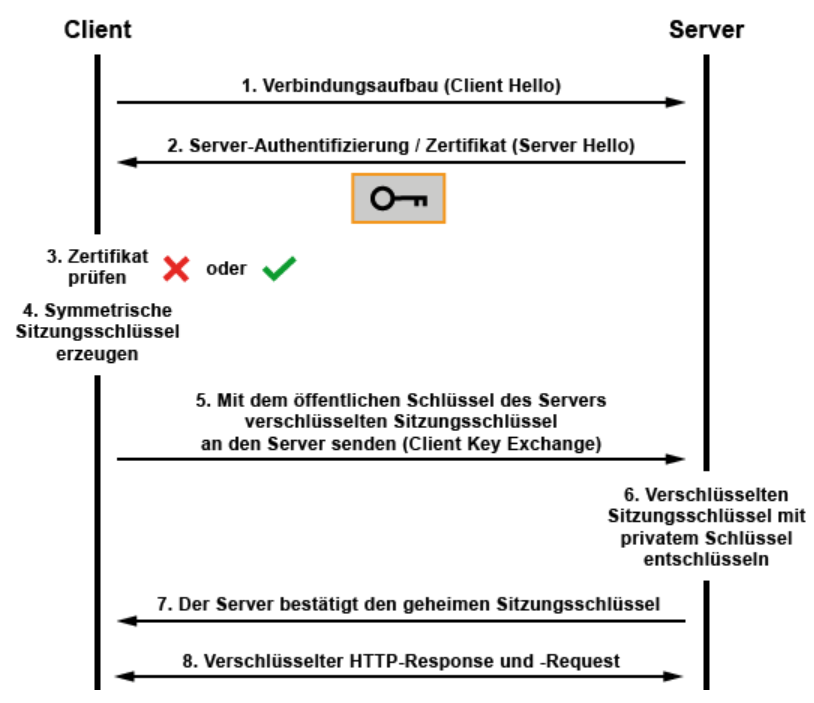 Client
Server
1. Verbindungsaufbau (Client Hello)
2. Server-Authentifizierung / Zertifikat (Server Hello)
3. Zertifikat
prüfen
oder
4. Symmetrische
Sitzungsschlüssel
erzeugen
5. Mit dem öffentlichen Schlüssel des Servers
verschlüsselten Sitzungsschlüssel
an den Server senden (Client Key Exchange)
6. Verschlüsselten
Sitzungsschlüssel mit
privatem Schlüssel
entschlüseln
7. Der Server bestätigt den geheimen Sitzungsschlüssel
8. Verschlüsselter HTTP-Response und -Request